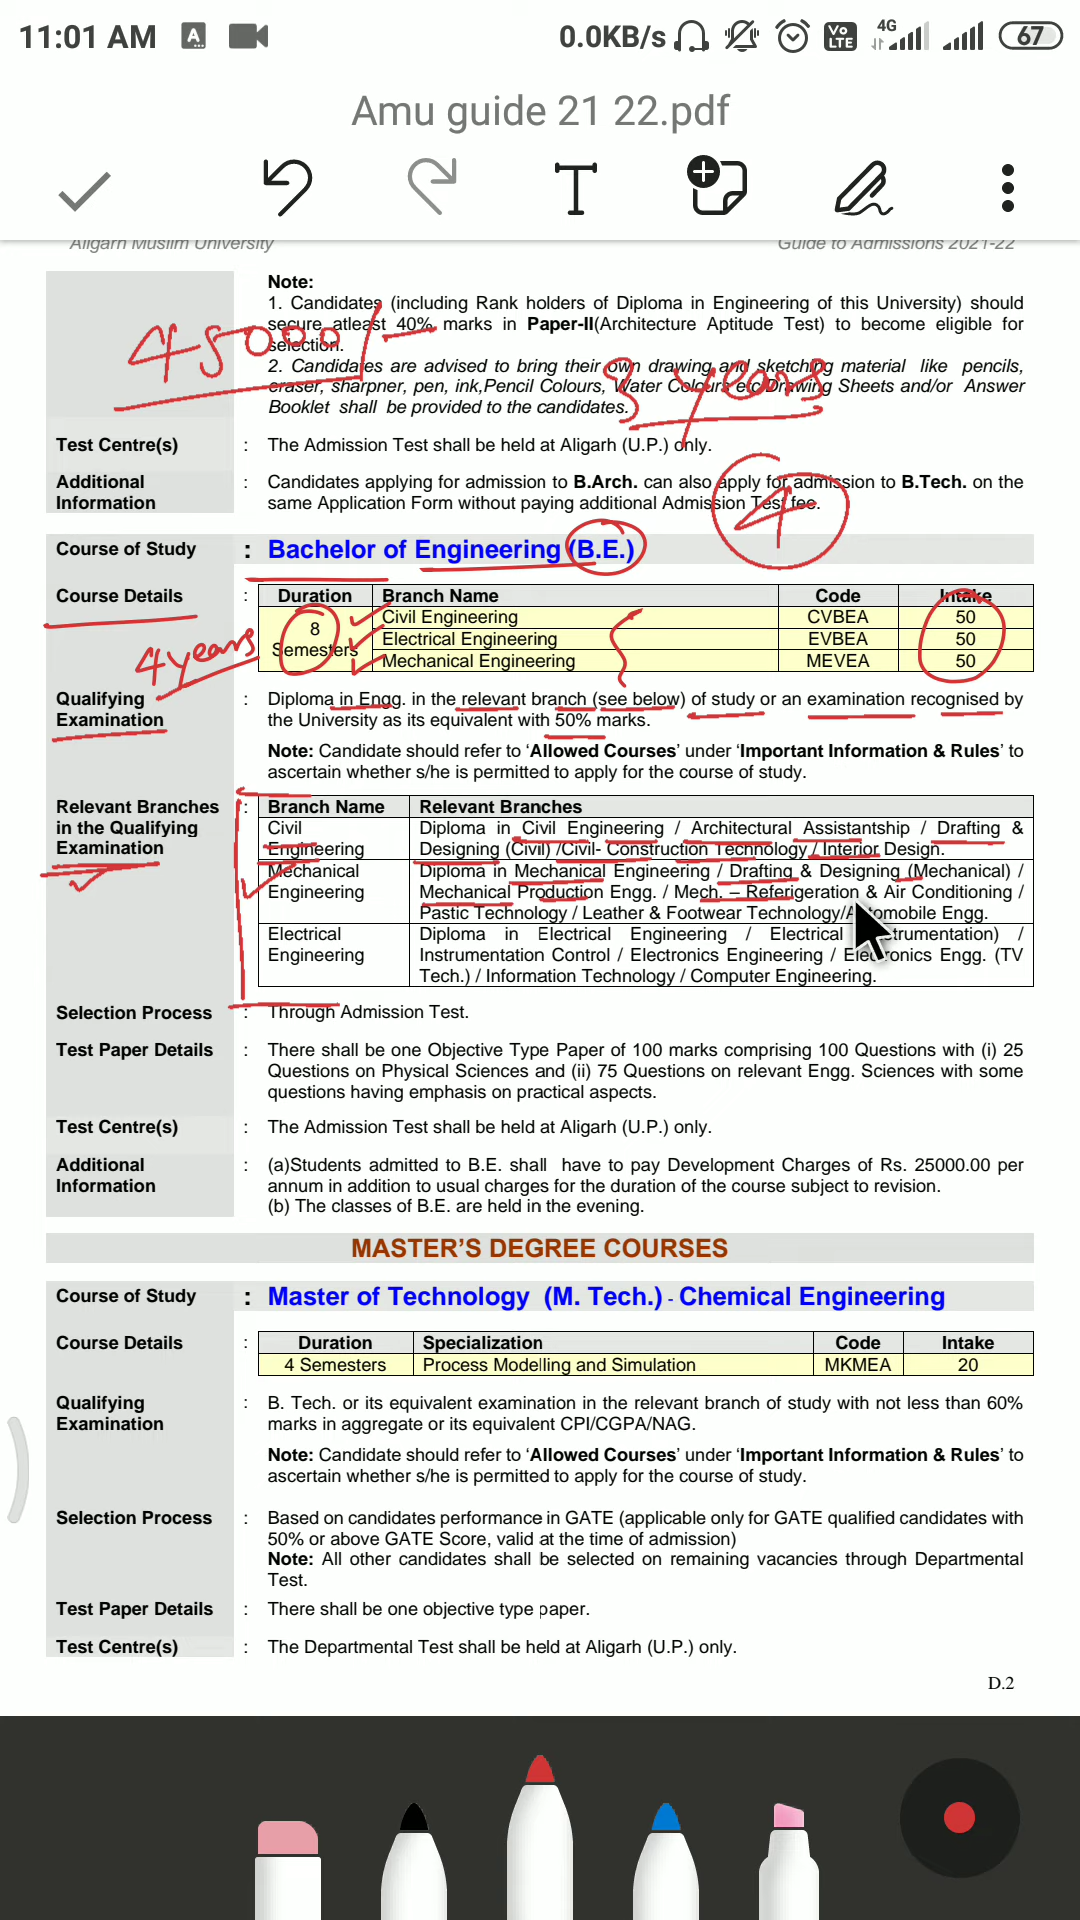 11:01 AM A 0.0KB/s Vo LTE 4G 67
Amu guide 21 22.pdf
T
Aligarh Muslim University Guide to Admissions 2021-22
Note:
1. Candidates (including Rank holders of Diploma in Engineering of this University) should
secure atleast 40% marks in Paper-II(Architecture Aptitude Test) to become eligible for
selection.
45000/-
2. Candidates are advised to bring their own drawing and sketching material like pencils,
eraser, sharpner, pen, ink,Pencil Colours, Water Colours etc.Drawing Sheets and/or Answer
Booklet shall be provided to the candidates.
3 years
Test Centre(s) : The Admission Test shall be held at Aligarh (U.P.) only.
Additional : Candidates applying for admission to B.Arch. can also apply for admission to B.Tech. on the
Information same Application Form without paying additional Admission Test fee.
4
Course of Study : Bachelor of Engineering (B.E.)
Course Details : Duration Branch Name Code Intake
8 Civil Engineering CVBEA 50
Semesters Electrical Engineering EVBEA 50
Mechanical Engineering MEVEA 50
4 years
Qualifying : Diploma in Engg. in the relevant branch (see below) of study or an examination recognised by
Examination the University as its equivalent with 50% marks.
Note: Candidate should refer to ‘Allowed Courses’ under ‘Important Information & Rules’ to
ascertain whether s/he is permitted to apply for the course of study.
Relevant Branches : Branch Name Relevant Branches
in the Qualifying Civil Diploma in Civil Engineering / Architectural Assistantship / Drafting &
Examination Engineering Designing (Civil) /Civil- Construction Technology / Interior Design.
Mechanical Diploma in Mechanical Engineering / Drafting & Designing (Mechanical) /
Engineering Mechanical Production Engg. / Mech. – Referigeration & Air Conditioning /
Pastic Technology / Leather & Footwear Technology/Automobile Engg.
Electrical Diploma in Electrical Engineering / Electrical (Instrumentation) /
Engineering Instrumentation Control / Electronics Engineering / Electronics Engg. (TV
Tech.) / Information Technology / Computer Engineering.
Selection Process : Through Admission Test.
Test Paper Details : There shall be one Objective Type Paper of 100 marks comprising 100 Questions with (i) 25
Questions on Physical Sciences and (ii) 75 Questions on relevant Engg. Sciences with some
questions having emphasis on practical aspects.
Test Centre(s) : The Admission Test shall be held at Aligarh (U.P.) only.
Additional : (a)Students admitted to B.E. shall have to pay Development Charges of Rs. 25000.00 per
Information annum in addition to usual charges for the duration of the course subject to revision.
(b) The classes of B.E. are held in the evening.
MASTER’S DEGREE COURSES
Course of Study : Master of Technology (M. Tech.) - Chemical Engineering
Course Details : Duration Specialization Code Intake
4 Semesters Process Modelling and Simulation MKMEA 20
Qualifying : B. Tech. or its equivalent examination in the relevant branch of study with not less than 60%
Examination marks in aggregate or its equivalent CPI/CGPA/NAG.
Note: Candidate should refer to ‘Allowed Courses’ under ‘Important Information & Rules’ to
ascertain whether s/he is permitted to apply for the course of study.
Selection Process : Based on candidates performance in GATE (applicable only for GATE qualified candidates with
50% or above GATE Score, valid at the time of admission)
Note: All other candidates shall be selected on remaining vacancies through Departmental
Test.
Test Paper Details : There shall be one objective type paper.
Test Centre(s) : The Departmental Test shall be held at Aligarh (U.P.) only.
D.2